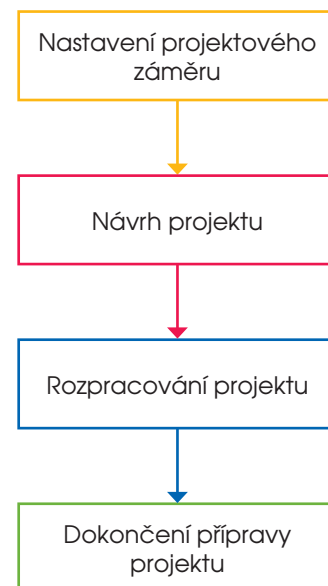 Nastavení projektového
záměru
Návrh projektu
Rozpracování projektu
Dokončení přípravy
projektu